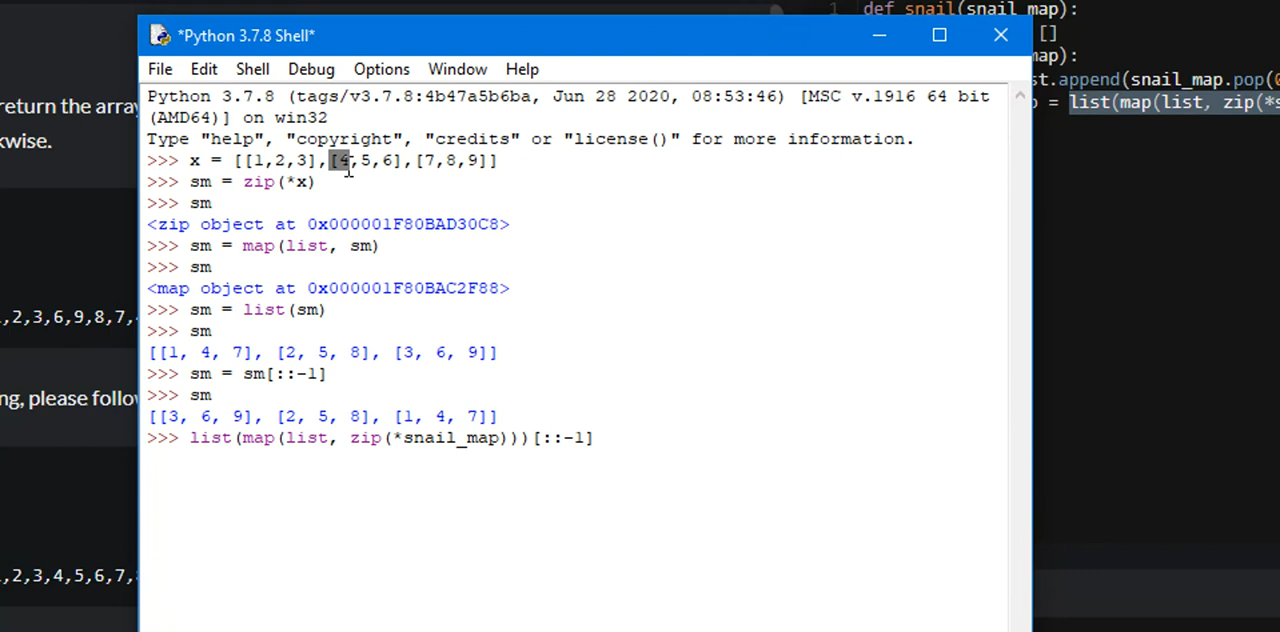 def snail(snail_map):
1
[]
*Python 3.7.8 Shell*
map):
File Edit Shell Debug Options Window Help
st.append(snail_map.pop(0
return the array
Python 3.7.8 (tags/v3.7.8:4b47a5b6ba, Jun 28 2020, 08:53:46) [MSC v.1916 64 bit
= list(map(list, zip(*s
(AMD64)] on win32
kwise.
Type "help", "copyright", "credits" or "license()" for more information.
>>> x = [[1,2,3],[4,5,6],[7,8,9]]
>>> sm = zip(*x)
>>> sm
<zip object at 0x000001F80BAD30C8>
>>> sm = map(list, sm)
>>> sm
<map object at 0x000001F80BAC2F88>
>>> sm = list(sm)
,2,3,6,9,8,7,
>>> sm
[[1, 4, 7], [2, 5, 8], [3, 6, 9]]
>>> sm = sm[::-1]
>>> sm
ng, please follow
[[3, 6, 9], [2, 5, 8], [1, 4, 7]]
>>> list(map(list, zip(*snail_map)))[::-1]
,2,3,4,5,6,7,